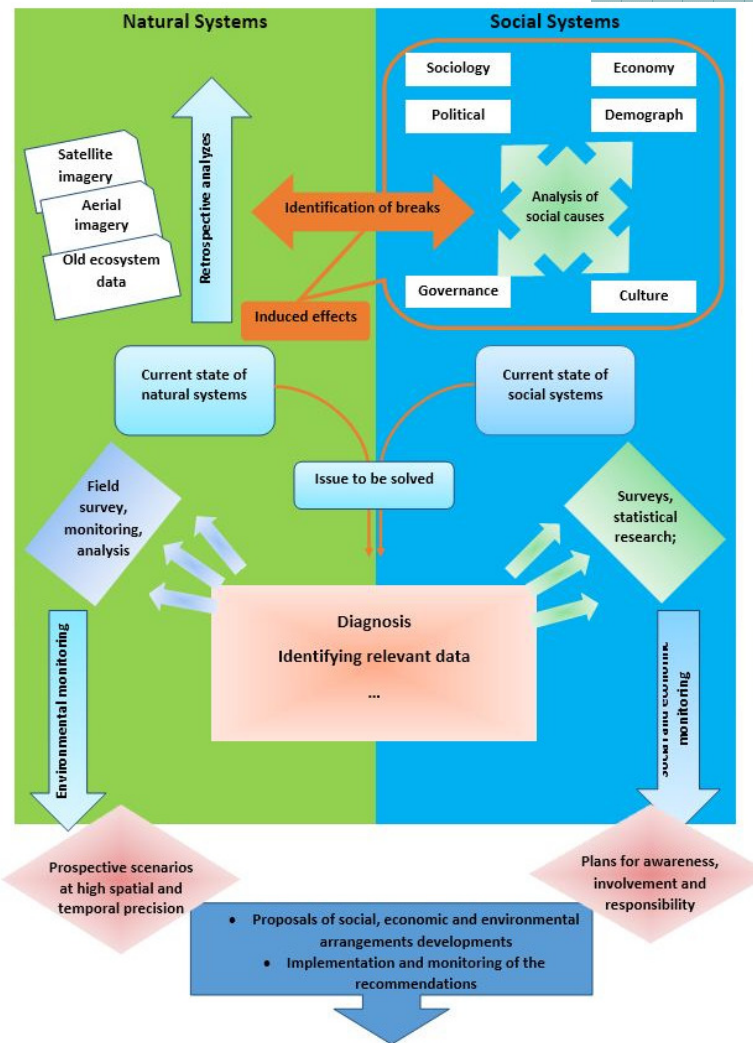 Natural Systems
Social Systems
Sociology
Economy
Political
Demograph
Satellite
imagery
Aerial
imagery
Old ecosystem
data
Retrospective analyzes
Identification of breaks
Analysis of
social causes
Governance
Culture
Induced effects
Current state of
natural systems
Current state of
social systems
Issue to be solved
Field
survey,
monitoring,
analysis
Surveys,
statistical
research;
Diagnosis
Identifying relevant data
...
Environmental monitoring
Social and economic
monitoring
Prospective scenarios
at high spatial and
temporal precision
Plans for awareness,
involvement and
responsibility
• Proposals of social, economic and environmental
arrangements developments
• Implementation and monitoring of the
recommendations